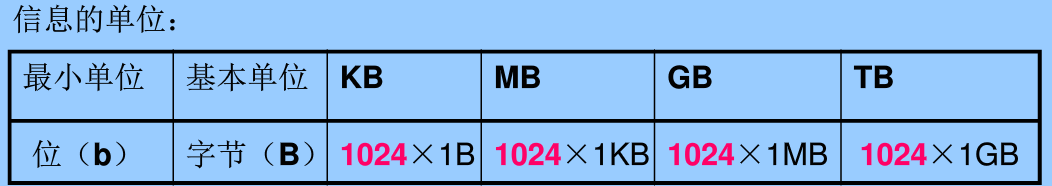 信息的单位：
最小单位 基本单位 KB MB GB TB
位（b） 字节（B） 1024×1B 1024×1KB 1024×1MB 1024×1GB